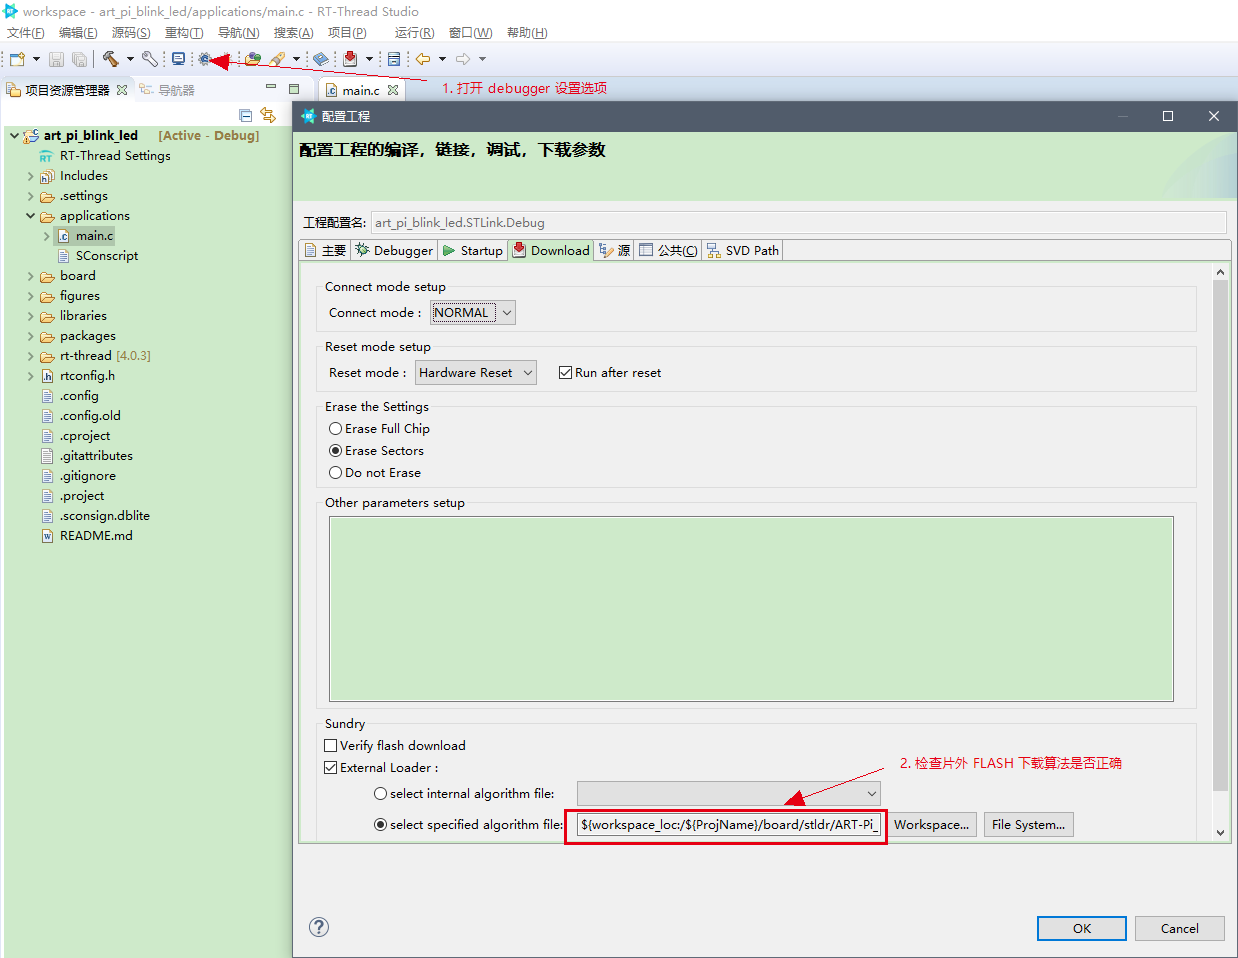 workspace - art_pi_blink_led/applications/main.c - RT-Thread Studio
文件(F) 编辑(E) 源码(S) 重构(T) 导航(N) 搜索(A) 项目(P) 运行(R) 窗口(W) 帮助(H)
1. 打开 debugger 设置选项
项目资源管理器 导航器
main.c
配置工程
配置工程的编译，链接，调试，下载参数
工程配置名: art_pi_blink_led.STLink.Debug
主要 Debugger Startup Download 源 公共(C) SVD Path
art_pi_blink_led [Active - Debug]
RT-Thread Settings
Includes
.settings
applications
main.c
SConscript
board
figures
libraries
packages
rt-thread [4.0.3]
rtconfig.h
.config
.config.old
.cproject
.gitattributes
.gitignore
.project
.sconsign.dblite
README.md
Connect mode setup
Connect mode : NORMAL
Reset mode setup
Reset mode : Hardware Reset Run after reset
Erase the Settings
Erase Full Chip
Erase Sectors
Do not Erase
Other parameters setup
Sundry
Verify flash download
External Loader :
2. 检查片外 FLASH 下载算法是否正确
select internal algorithm file:
select specified algorithm file: ${workspace_loc:/${ProjName}/board/stldr/ART-Pi_ Workspace... File System...
OK Cancel